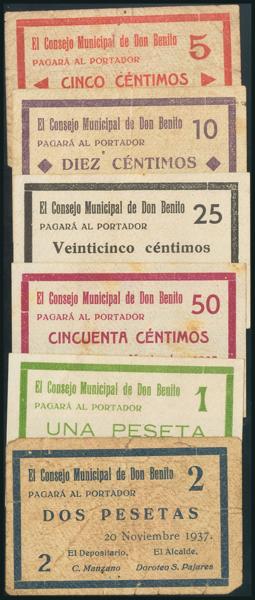 El Consejo Municipal de Don Benito 5
PAGARÁ AL PORTADOR
CINCO CÉNTIMOS
El Consejo Municipal de Don Benito 10
PAGARÁ AL PORTADOR
DIEZ CÉNTIMOS
El Consejo Municipal de Don Benito 25
PAGARÁ AL PORTADOR
Veinticinco céntimos
El Consejo Municipal de Don Benito 50
PAGARÁ AL PORTADOR
CINCUENTA CÉNTIMOS
El Consejo Municipal de Don Benito 1
PAGARÁ AL PORTADOR
UNA PESETA
El Consejo Municipal de Don Benito 2
PAGARÁ AL PORTADOR
DOS PESETAS
20 Noviembre 1937.
2 El Depositario, El Alcalde,
C. Manzano Doroteo S. Pajares